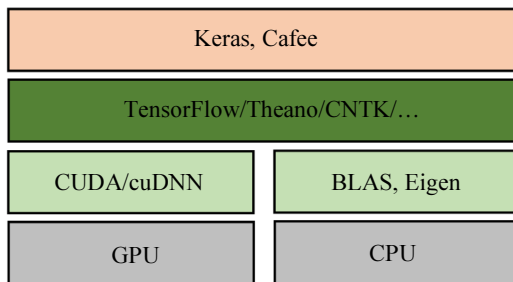 Keras, Cafee
TensorFlow/Theano/CNTK/…
CUDA/cuDNN
BLAS, Eigen
GPU
CPU